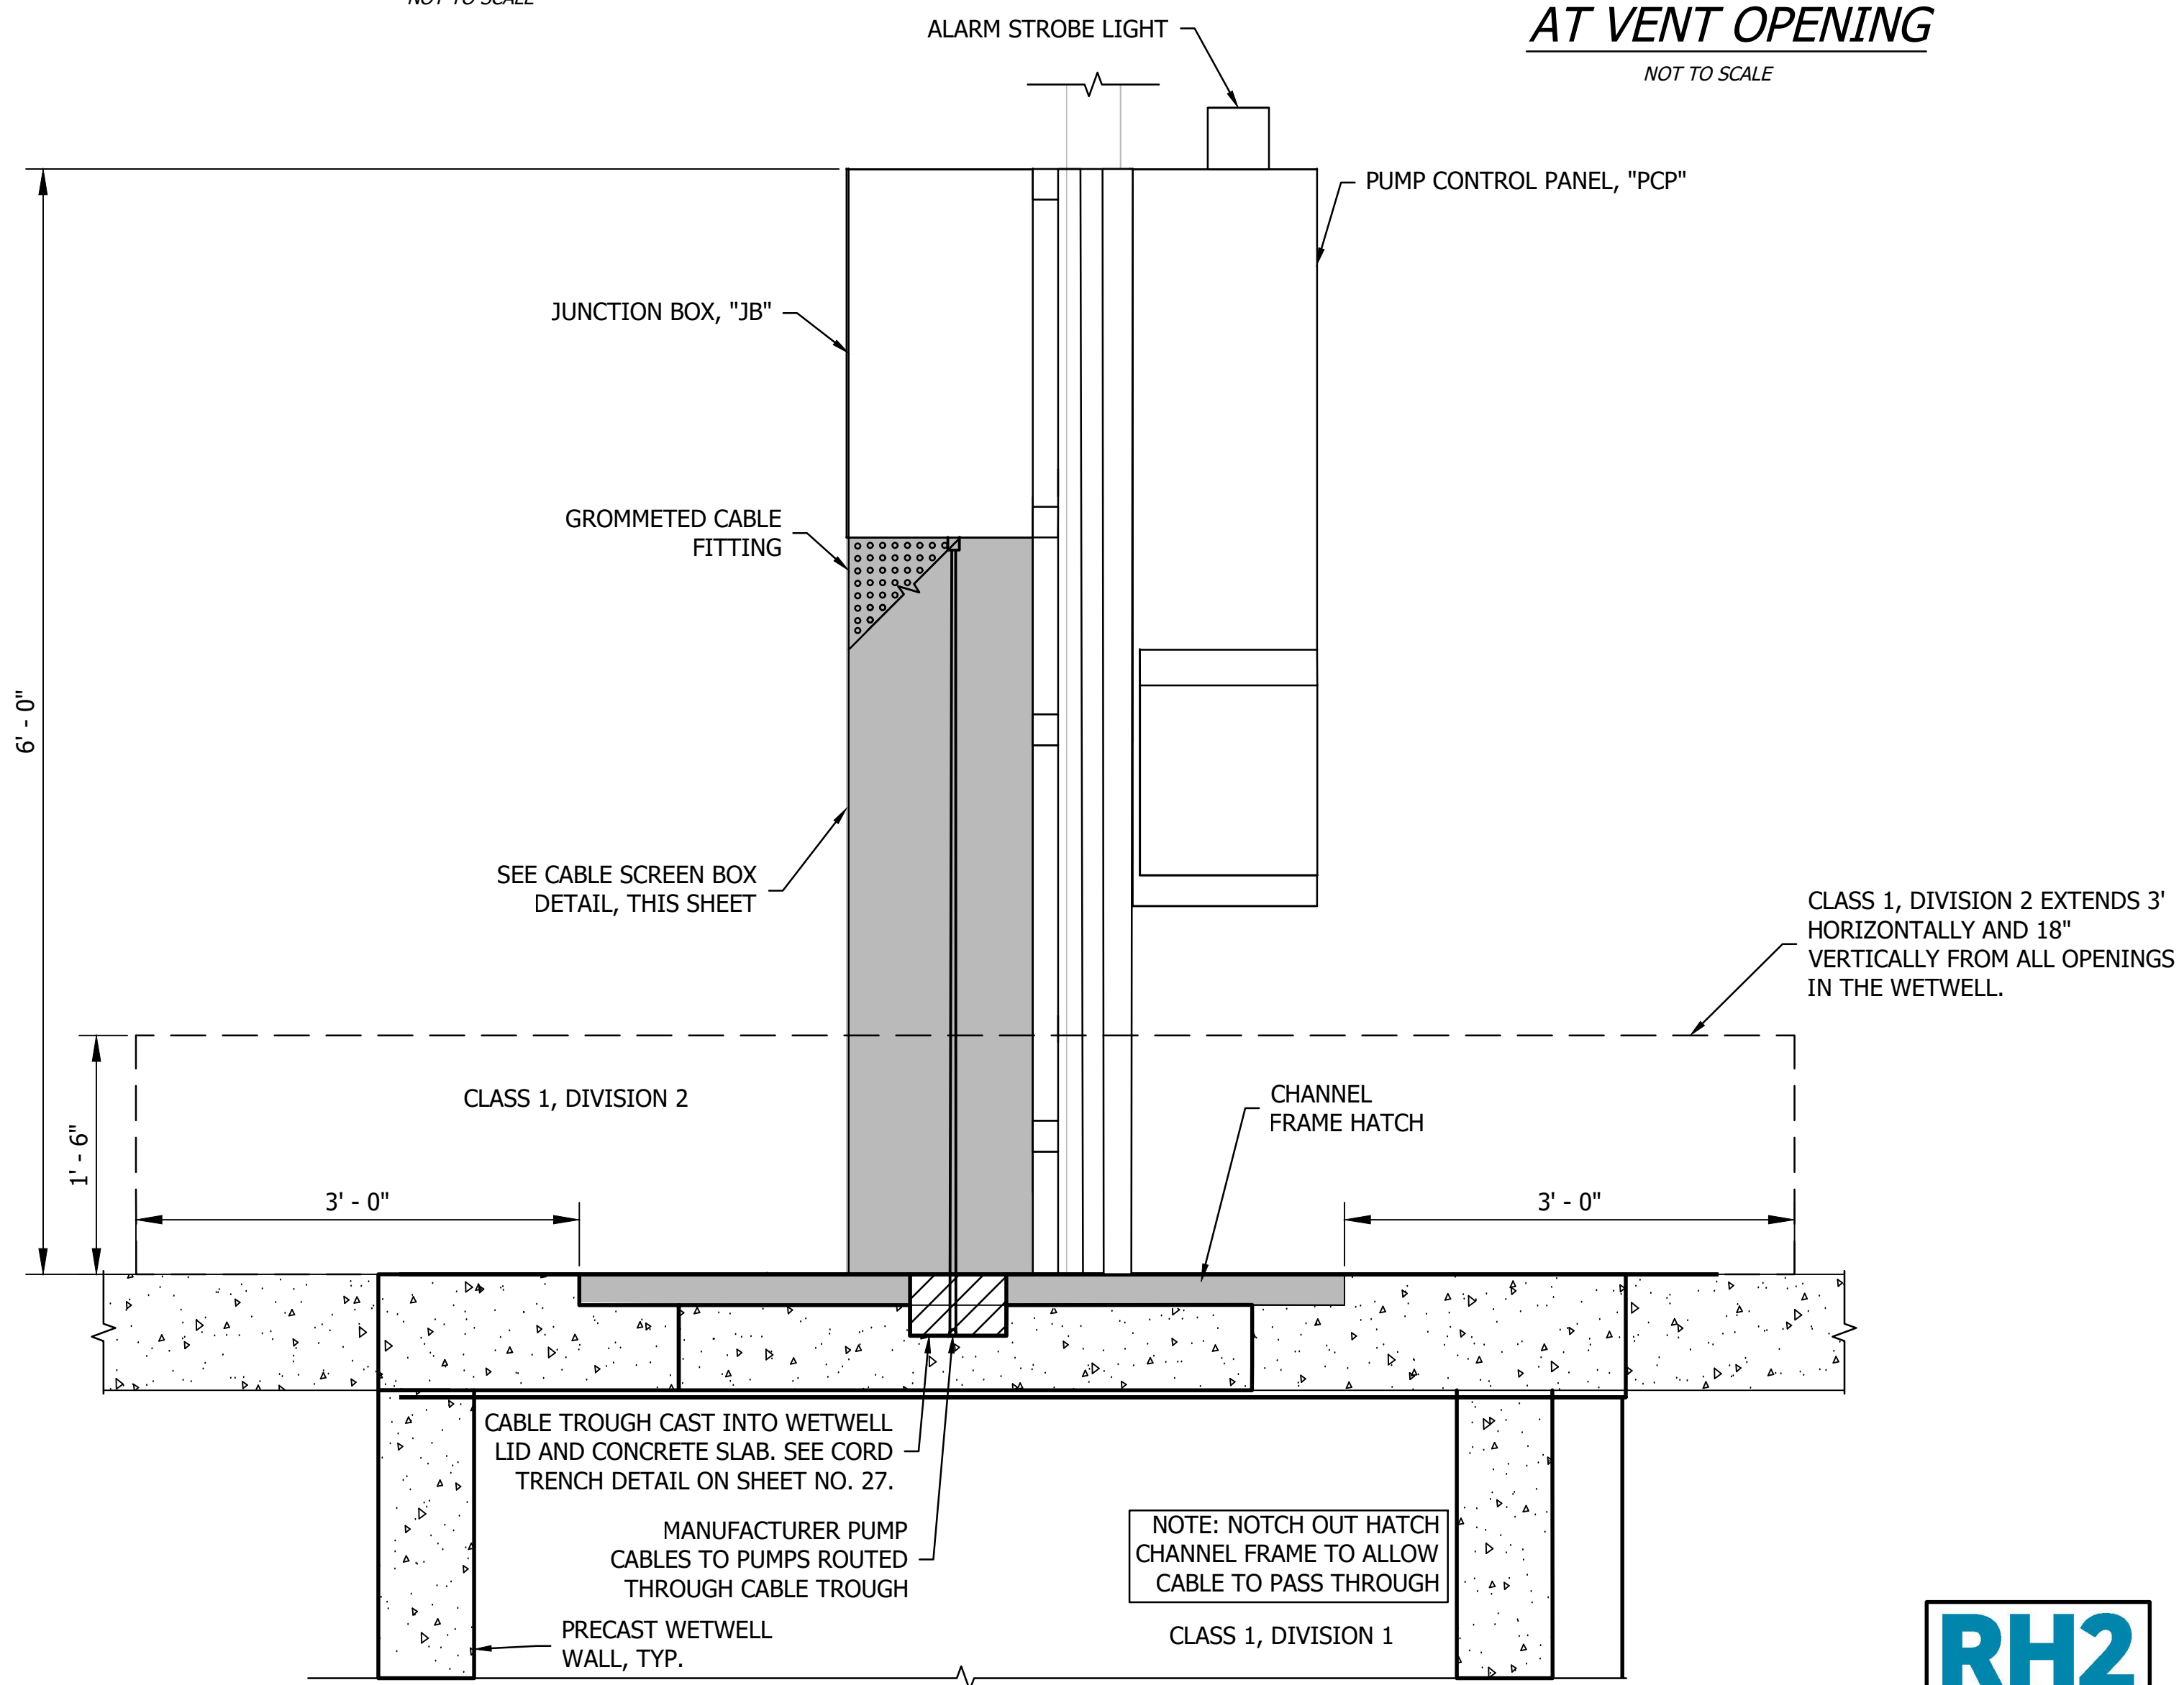 NOT TO SCALE
ALARM STROBE LIGHT
AT VENT OPENING
NOT TO SCALE
PUMP CONTROL PANEL, "PCP"
JUNCTION BOX, "JB"
GROMMETED CABLE
FITTING
6' - 0"
SEE CABLE SCREEN BOX
DETAIL, THIS SHEET
CLASS 1, DIVISION 2 EXTENDS 3'
HORIZONTALLY AND 18"
VERTICALLY FROM ALL OPENINGS
IN THE WETWELL.
CLASS 1, DIVISION 2
CHANNEL
FRAME HATCH
1' - 6"
3' - 0"
3' - 0"
CABLE TROUGH CAST INTO WETWELL
LID AND CONCRETE SLAB. SEE CORD
TRENCH DETAIL ON SHEET NO. 27.
MANUFACTURER PUMP
CABLES TO PUMPS ROUTED
THROUGH CABLE TROUGH
NOTE: NOTCH OUT HATCH
CHANNEL FRAME TO ALLOW
CABLE TO PASS THROUGH
PRECAST WETWELL
WALL, TYP.
CLASS 1, DIVISION 1
RH2